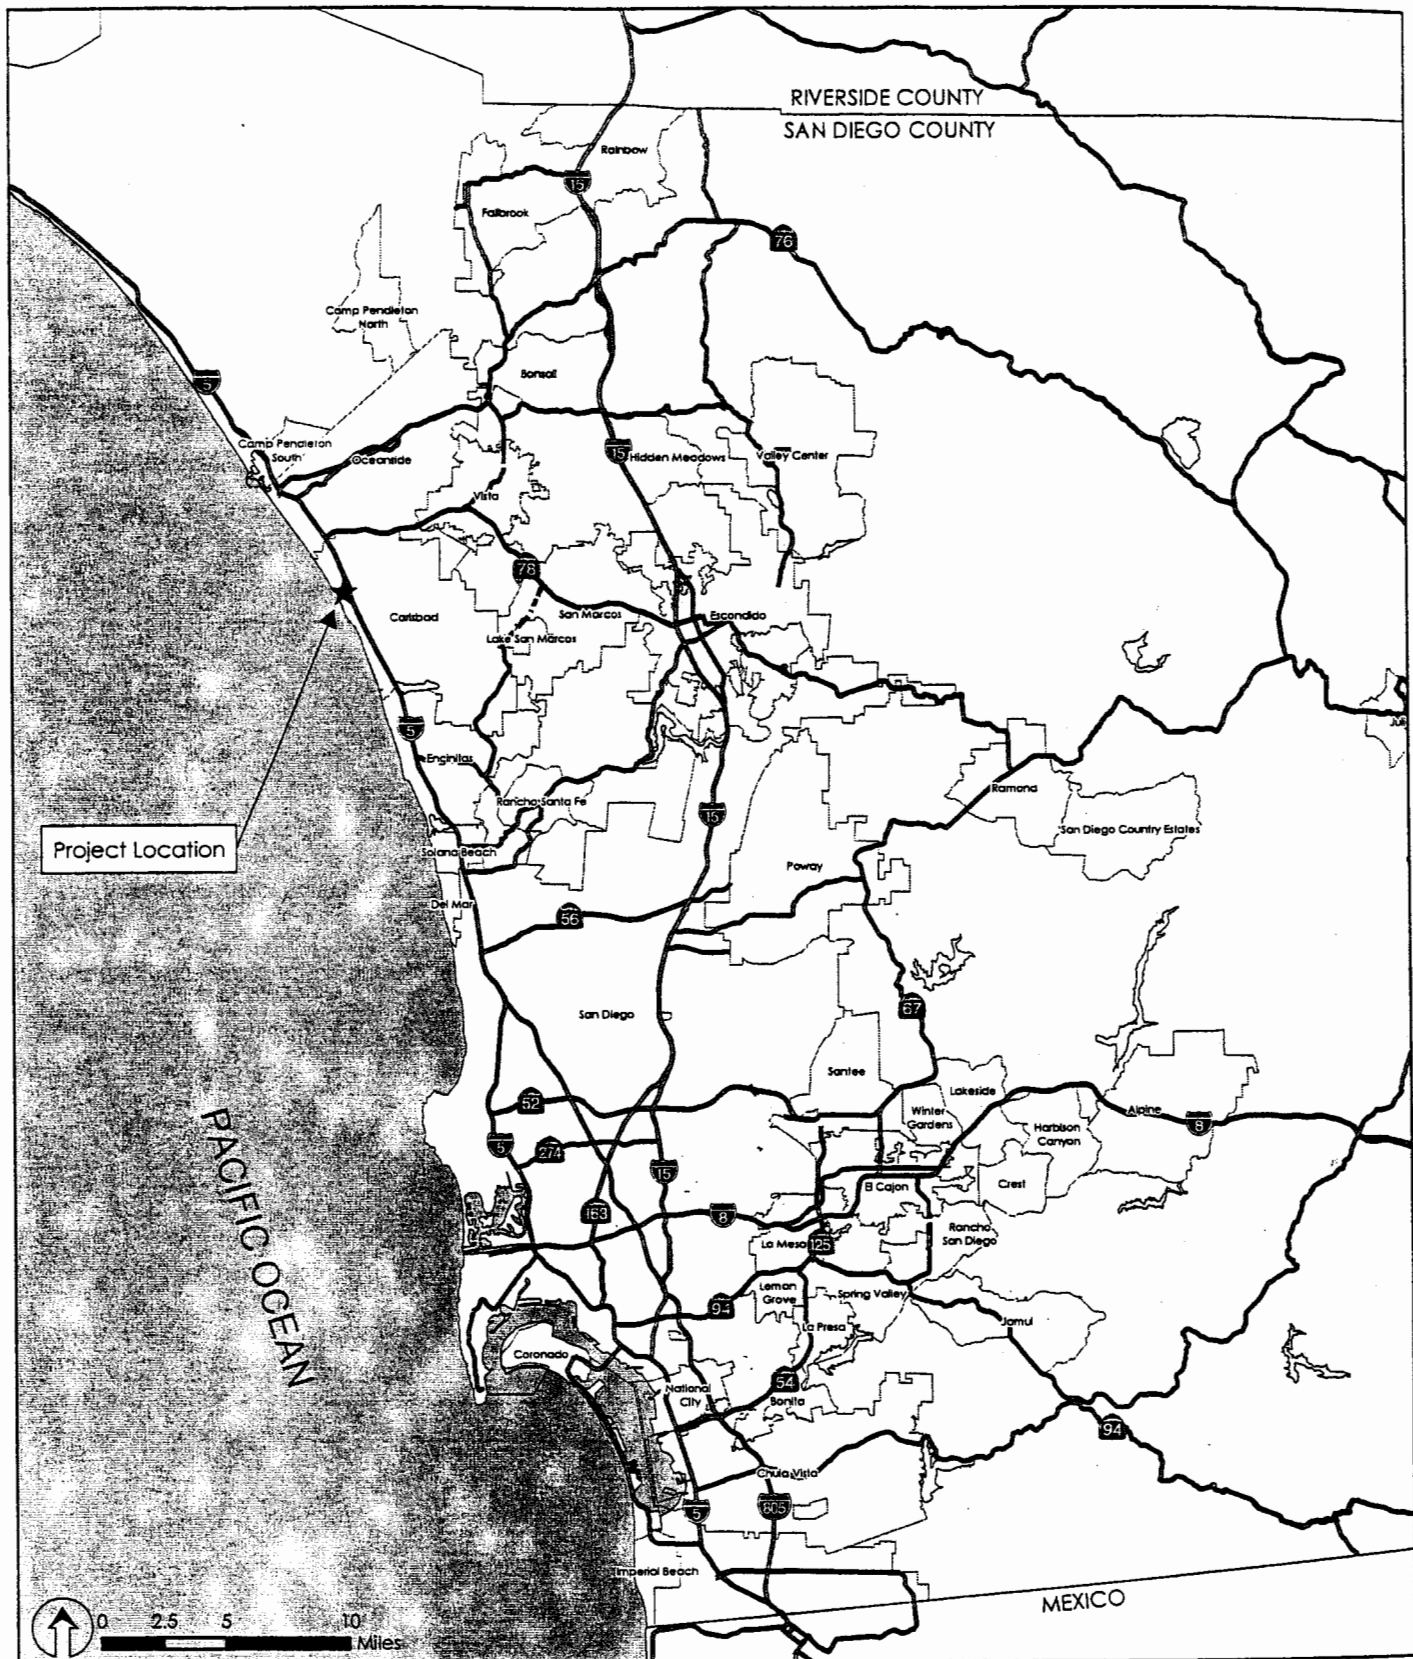 RIVERSIDE COUNTY
SAN DIEGO COUNTY
Rainbow
15
Fallbrook
76
Camp Pendleton
North
Bonsall
5
Camp Pendleton
South
Oceanside
15
Hidden Meadows
Valley Center
Vista
78
Carlsbad
San Marcos
Escondido
Lake San Marcos
5
Encinitas
Rancho Santa Fe
15
Ramond
San Diego Country Estates
Project Location
Solana Beach
Poway
Del Mar
56
San Diego
67
Santee
Lakeside
52
Winter
Gardens
Alpine
8
Harbison
Canyon
5
274
15
El Cajon
Crest
163
8
Rancho
San Diego
La Mesa
125
PACIFIC OCEAN
Lemon
Grove
Spring Valley
94
La Presa
Jamul
Coronado
54
National
City
Bonita
94
Chula Vista
5
805
Imperial Beach
MEXICO
0 2.5 5 10
Miles